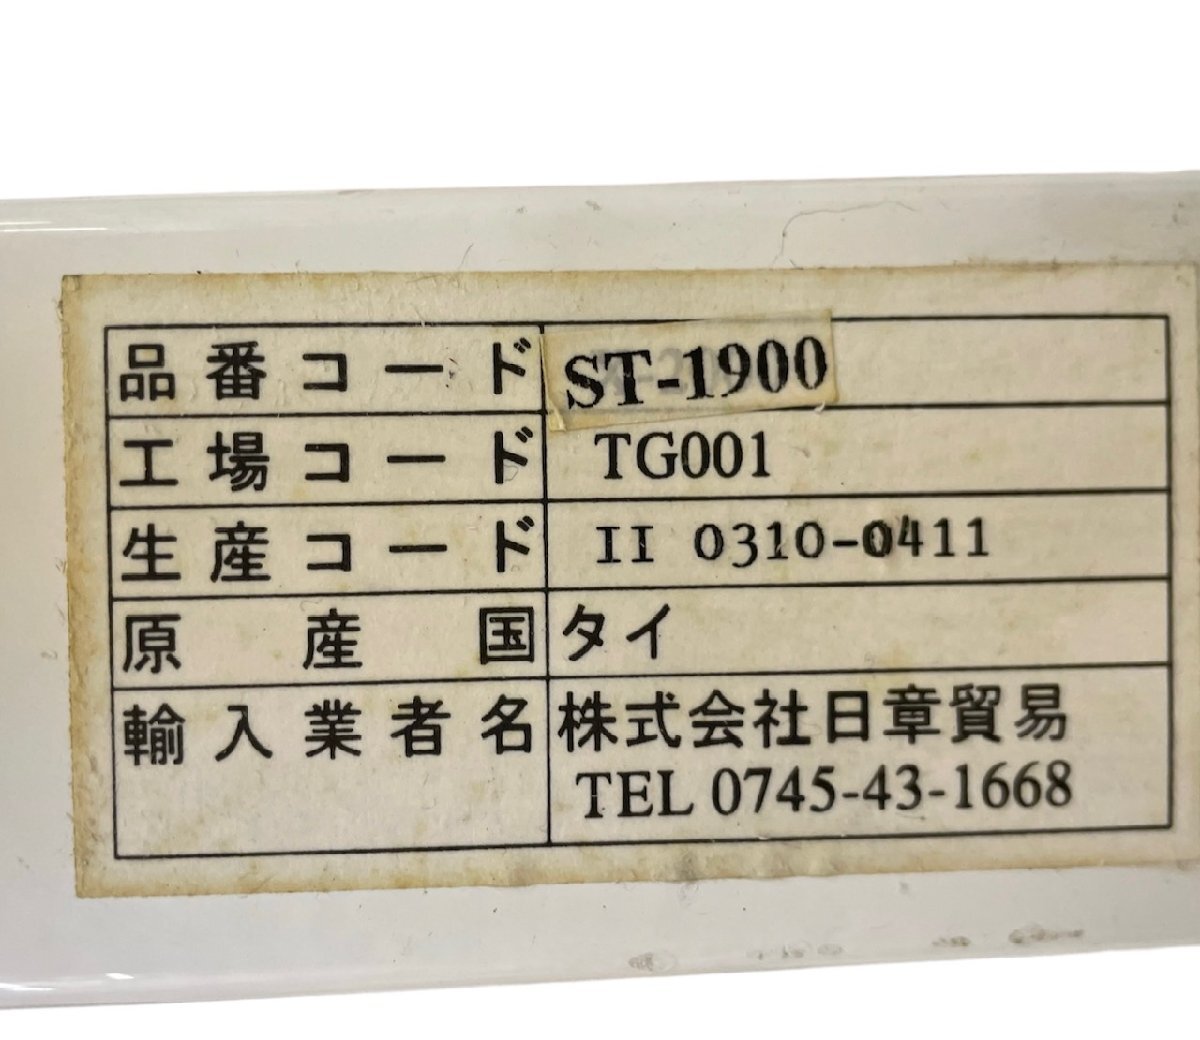 品番コード ST-1900
工場コード TG001
生産コード II 0310-0411
原産国 タイ
輸入業者名 株式会社日章貿易
TEL 0745-43-1668